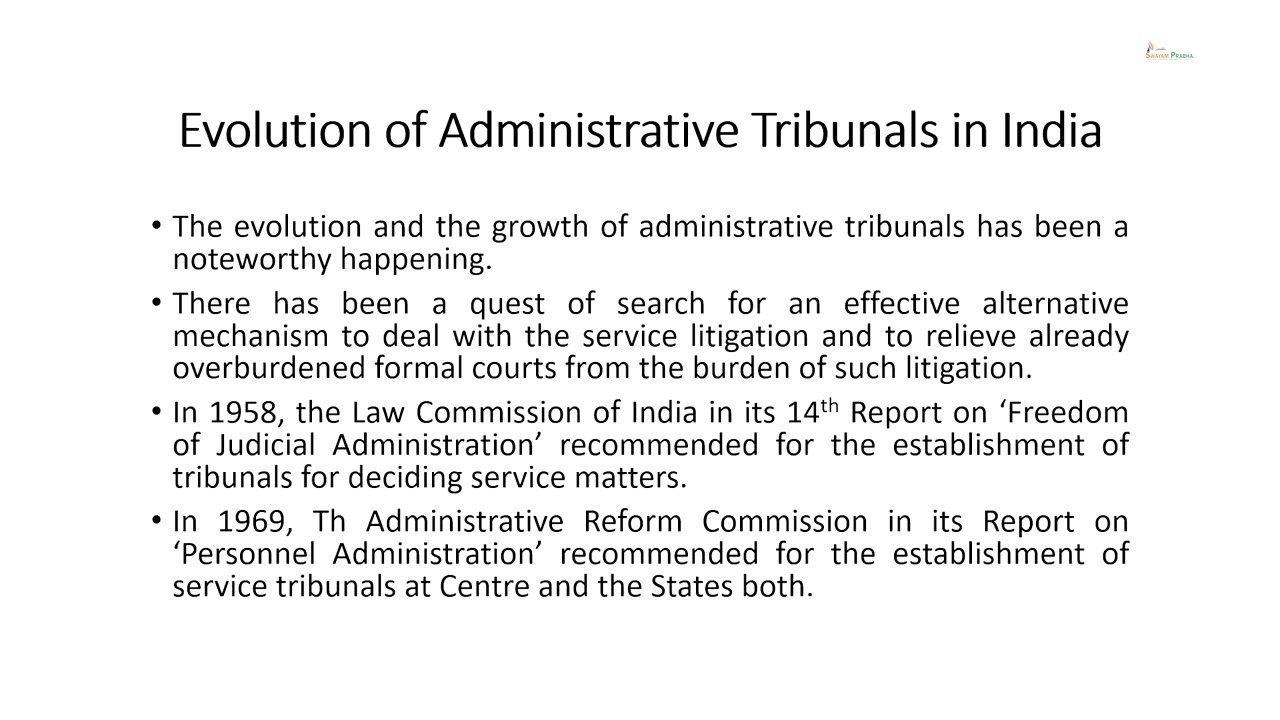 SWAYAM PRABHA
Evolution of Administrative Tribunals in India
• The evolution and the growth of administrative tribunals has been a
noteworthy happening.
• There has been a quest of search for an effective alternative
mechanism to deal with the service litigation and to relieve already
overburdened formal courts from the burden of such litigation.
• In 1958, the Law Commission of India in its 14th Report on ‘Freedom
of Judicial Administration’ recommended for the establishment of
tribunals for deciding service matters.
• In 1969, Th Administrative Reform Commission in its Report on
‘Personnel Administration’ recommended for the establishment of
service tribunals at Centre and the States both.